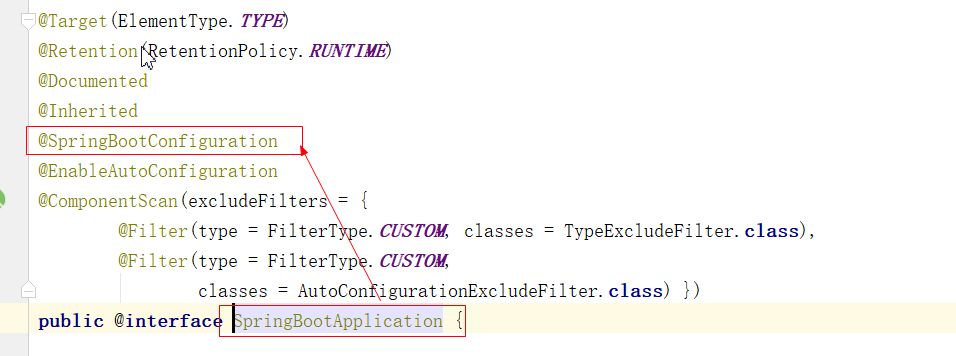 @Target(ElementType.TYPE)
@Retention(RetentionPolicy.RUNTIME)
@Documented
@Inherited
@SpringBootConfiguration
@EnableAutoConfiguration
@ComponentScan(excludeFilters = {
@Filter(type = FilterType.CUSTOM, classes = TypeExcludeFilter.class),
@Filter(type = FilterType.CUSTOM,
classes = AutoConfigurationExcludeFilter.class) })
public @interface SpringBootApplication {